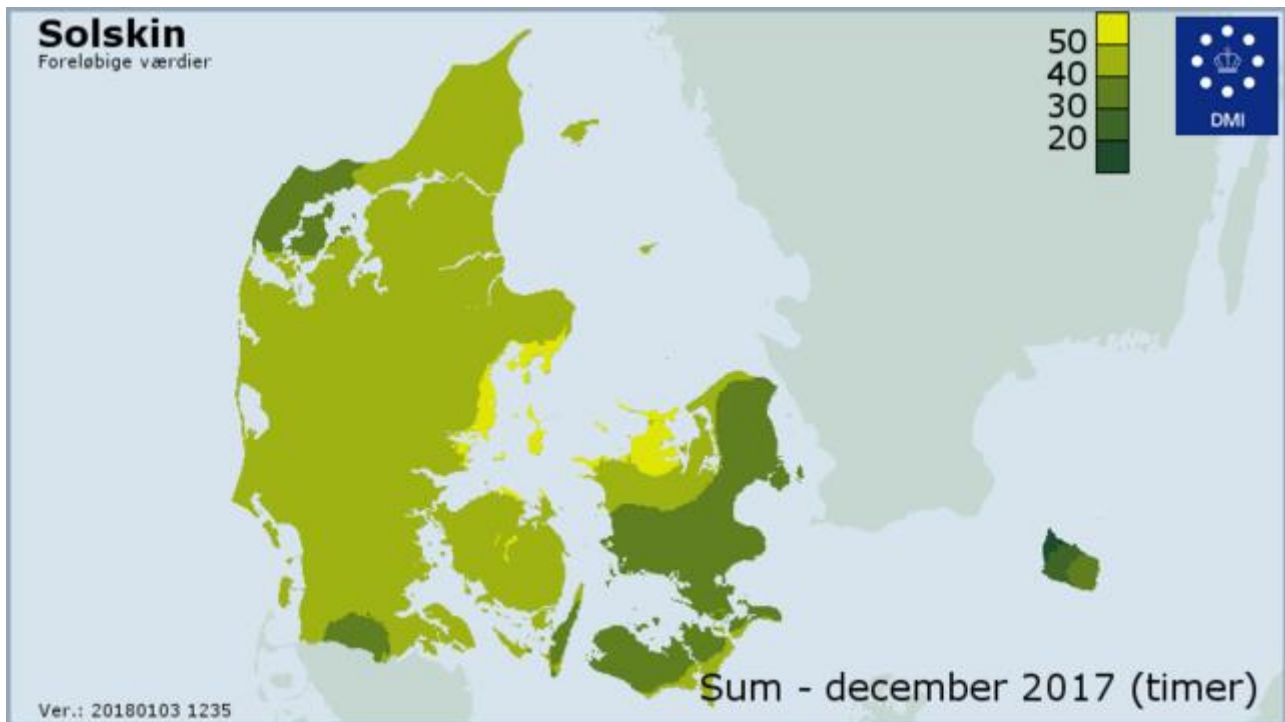 Solskin
Foreløbige værdier
50
40
30
20
DMI
Sum - december 2017 (timer)
Ver.: 20180103 1235